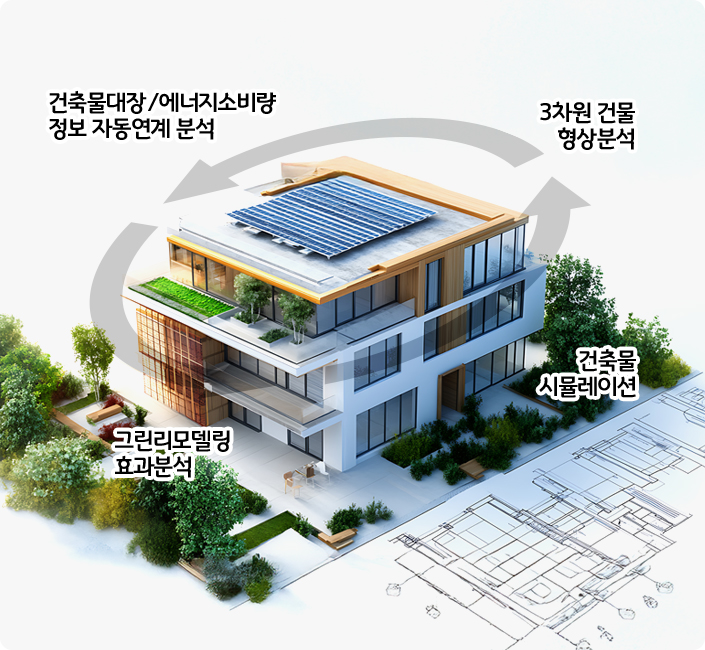 건축물대장/에너지소비량
정보 자동연계 분석
3차원 건물
형상분석
건축물
시뮬레이션
그린리모델링
효과분석